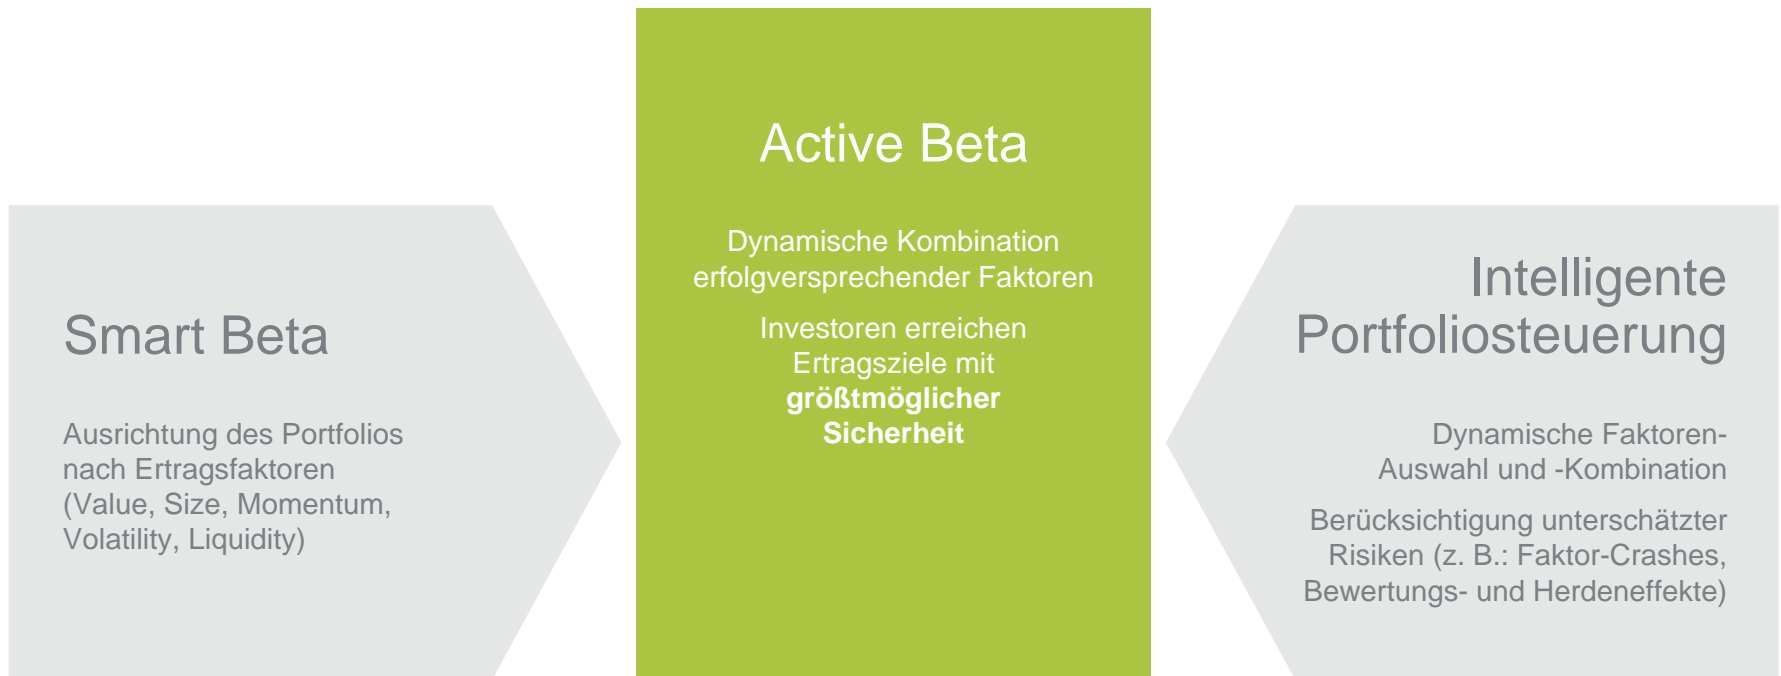 Smart Beta
Ausrichtung des Portfolios
nach Ertragsfaktoren
(Value, Size, Momentum,
Volatility, Liquidity)
Active Beta
Dynamische Kombination
erfolgversprechender Faktoren
Investoren erreichen
Ertragsziele mit
größtmöglicher
Sicherheit
Intelligente
Portfoliosteuerung
Dynamische Faktoren-
Auswahl und -Kombination
Berücksichtigung unterschätzter
Risiken (z. B.: Faktor-Crashes,
Bewertungs- und Herdeneffekte)